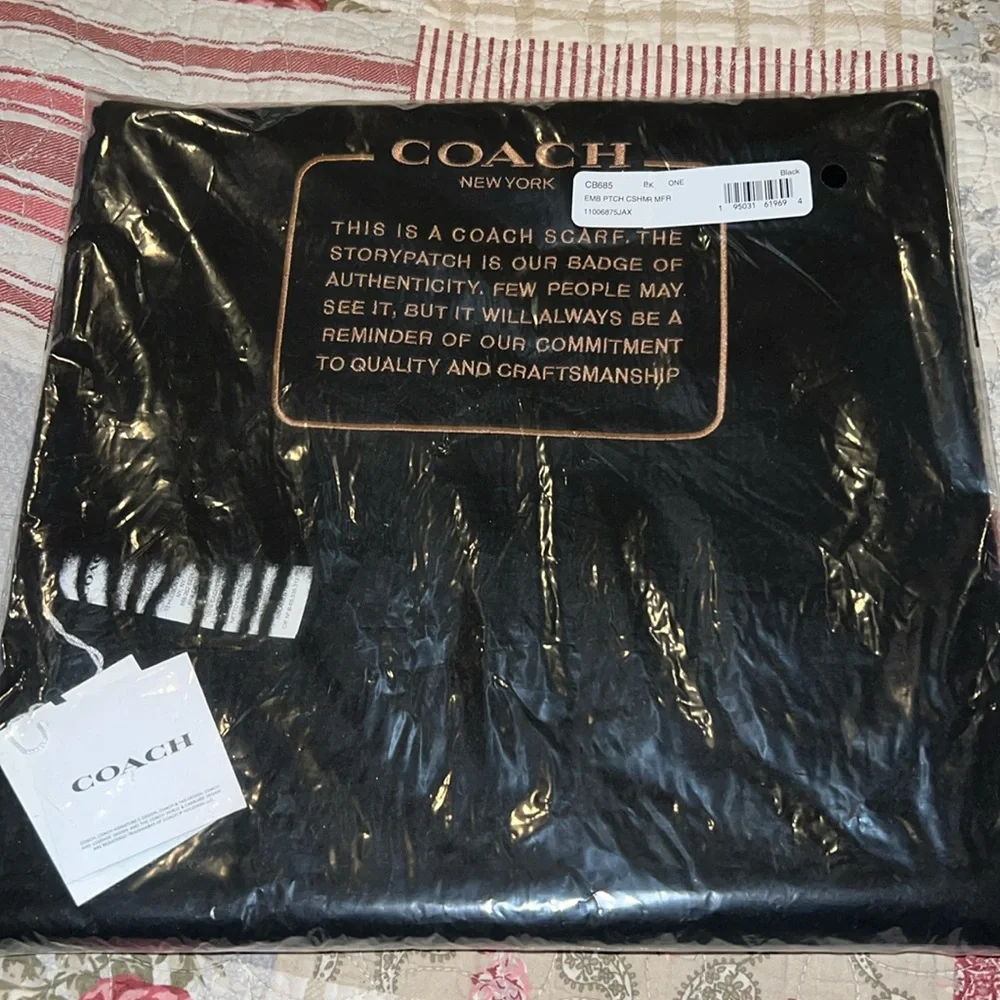 COACH
NEW YORK
CB685 BK ONE Black
EMB PTCH CSHMR MFR
11006875JAX
1 95031 61969 4
THIS IS A COACH SCARF. THE
STORYPATCH IS OUR BADGE OF
AUTHENTICITY. FEW PEOPLE MAY
SEE IT, BUT IT WILL ALWAYS BE A
REMINDER OF OUR COMMITMENT
TO QUALITY AND CRAFTSMANSHIP
COACH